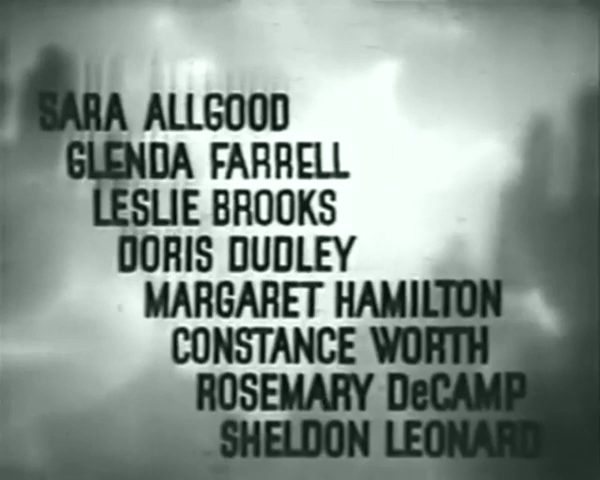 SARA ALLGOOD
GLENDA FARRELL
LESLIE BROOKS
DORIS DUDLEY
MARGARET HAMILTON
CONSTANCE WORTH
ROSEMARY DeCAMP
SHELDON LEONARD